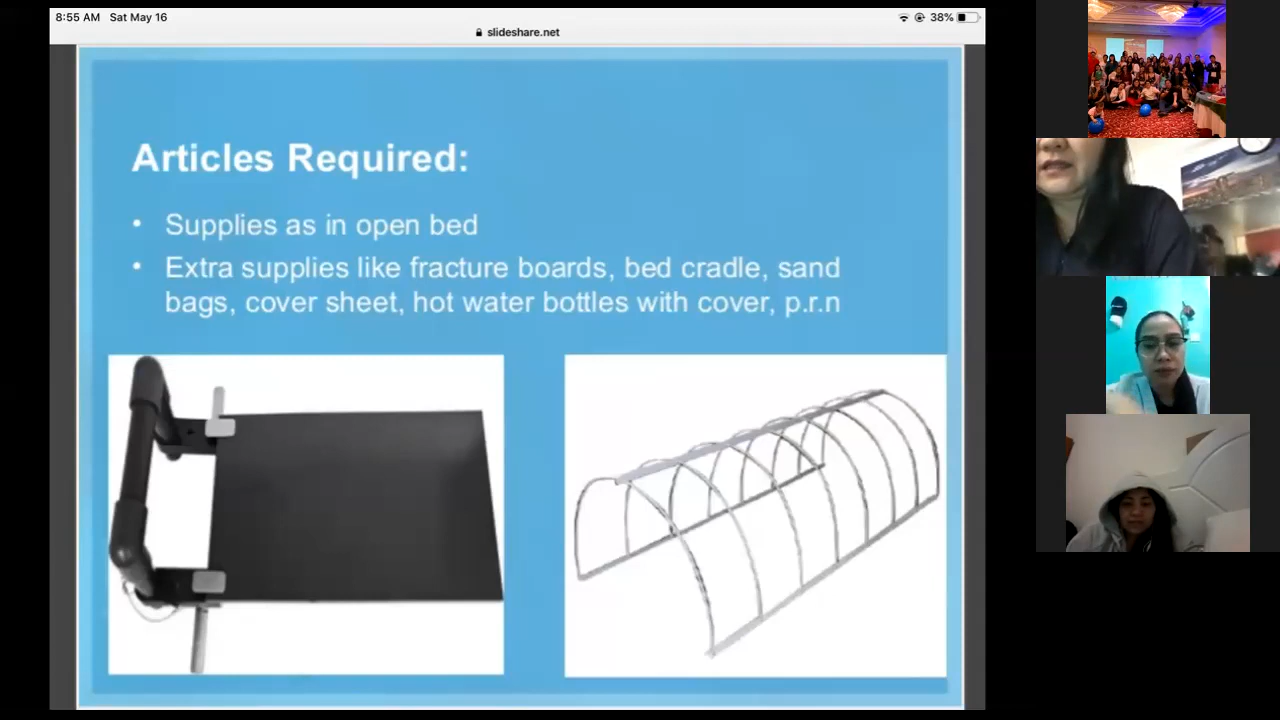 8:55 AM Sat May 16
38%
slideshare.net
Articles Required:
• Supplies as in open bed
• Extra supplies like fracture boards, bed cradle, sand
bags, cover sheet, hot water bottles with cover, p.r.n